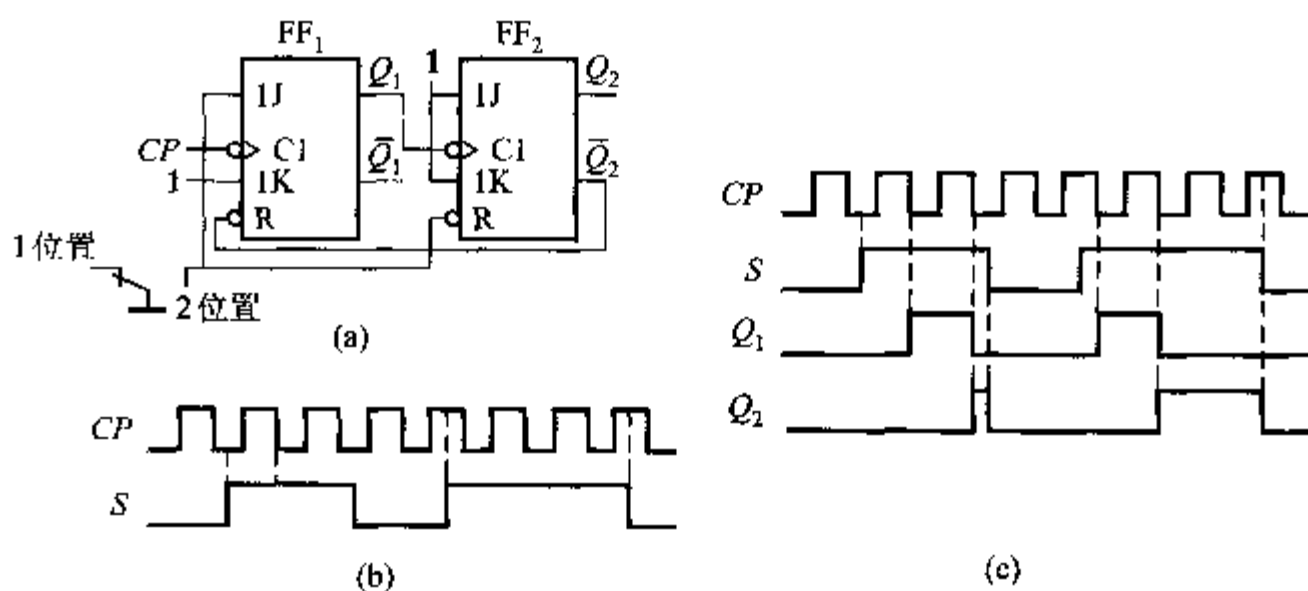 FF₁
FF₂
1
Q₁
Q₂
1J
1J
CP
C1
Q̅₁
C1
Q̅₂
1
1K
1K
R
R
1位置
2位置
(a)
CP
S
(b)
CP
S
Q₁
Q₂
(c)